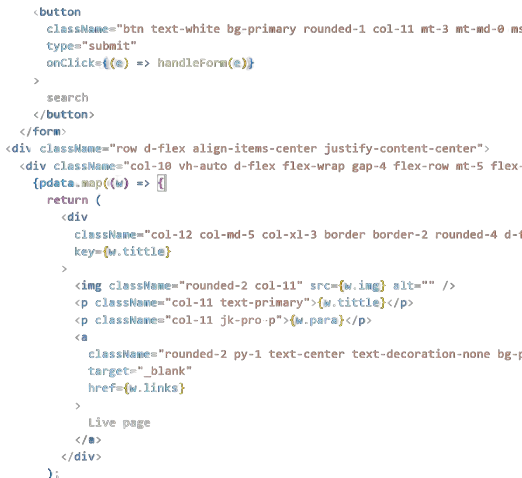 <button
className="btn text-white bg-primary rounded-1 col-11 mt-3 mt-md-0 ms
type="submit"
onClick={(e) => handleForm(e)}
>
search
</button>
</form>
<div className="row d-flex align-items-center justify-content-center">
<div className="col-10 vh-auto d-flex flex-wrap gap-4 flex-row mt-5 flex-
{pdata.map((w) => {
return (
<div
className="col-12 col-md-5 col-xl-3 border border-2 rounded-4 d-f
key={w.tittle}
>
<img className="rounded-2 col-11" src={w.img} alt="" />
<p className="col-11 text-primary">{w.tittle}</p>
<p className="col-11 jk-pro-p">{w.para}</p>
<a
className="rounded-2 py-1 text-center text-decoration-none bg-p
target="_blank"
href={w.links}
>
Live page
</a>
</div>
);